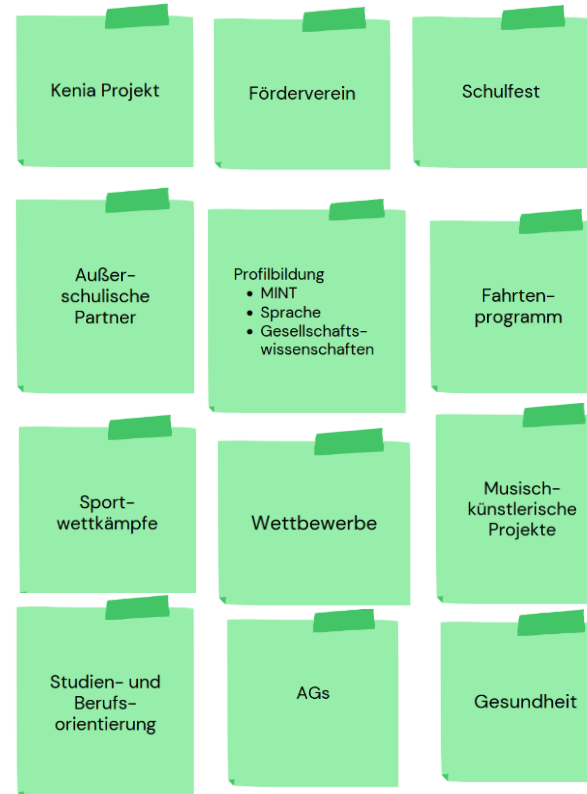 Kenia Projekt
Förderverein
Schulfest
Außer-
schulische
Partner
Profilbildung
• MINT
• Sprache
• Gesellschafts-
wissenschaften
Fahrten-
programm
Sport-
wettkämpfe
Wettbewerbe
Musisch-
künstlerische
Projekte
Studien- und
Berufs-
orientierung
AGs
Gesundheit